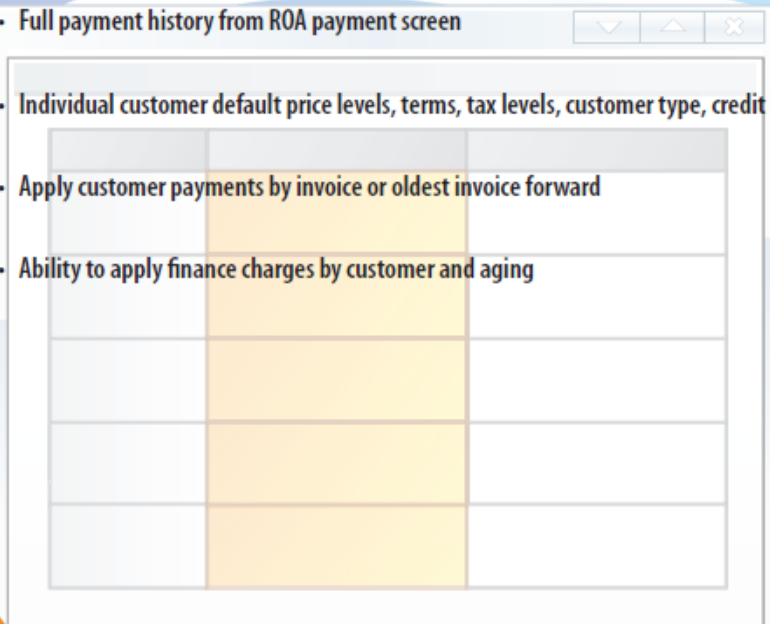 · Full payment history from ROA payment screen
· Individual customer default price levels, terms, tax levels, customer type, credit
· Apply customer payments by invoice or oldest invoice forward
· Ability to apply finance charges by customer and aging